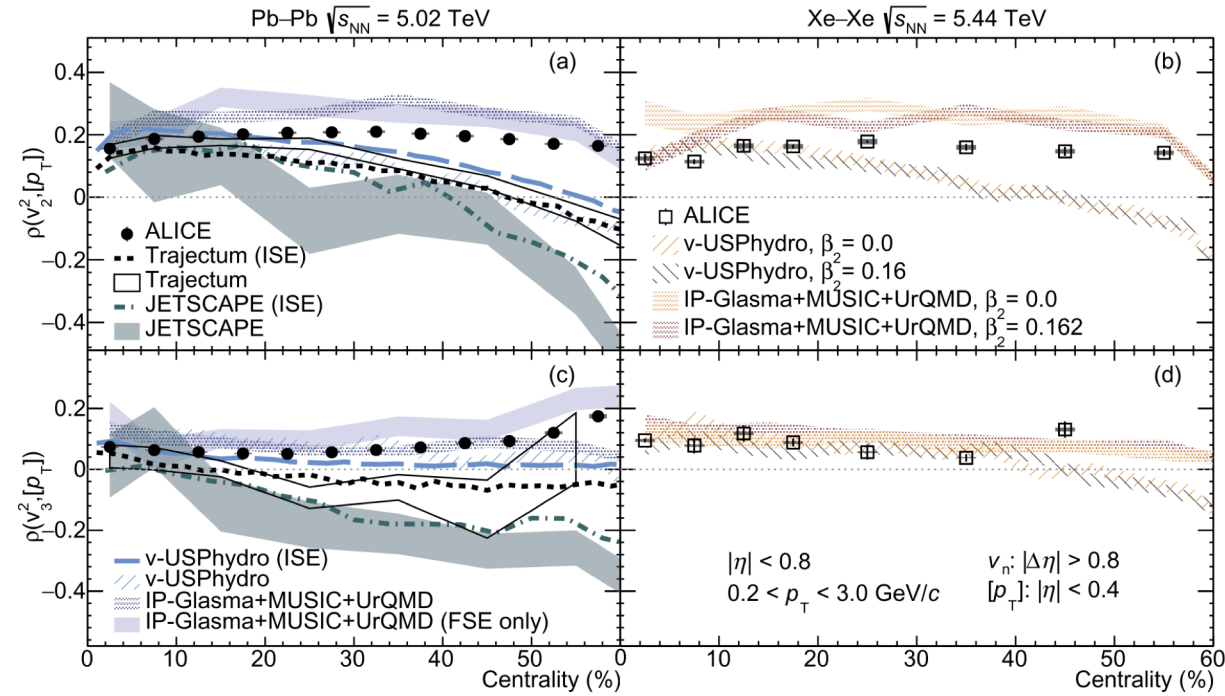 Pb–Pb √sNN = 5.02 TeV
Xe–Xe √sNN = 5.44 TeV
ρ(v₂²,[pT])
0.4
0.2
0
−0.2
−0.4
(a)
ALICE
Trajectum (ISE)
Trajectum
JETSCAPE (ISE)
JETSCAPE
(b)
ALICE
v-USPhydro, β₂ = 0.0
v-USPhydro, β₂ = 0.16
IP-Glasma+MUSIC+UrQMD, β₂ = 0.0
IP-Glasma+MUSIC+UrQMD, β₂ = 0.162
ρ(v₃²,[pT])
0.2
0
−0.2
−0.4
(c)
v-USPhydro (ISE)
v-USPhydro
IP-Glasma+MUSIC+UrQMD
IP-Glasma+MUSIC+UrQMD (FSE only)
(d)
|η| < 0.8
0.2 < pT < 3.0 GeV/c
vn: |Δη| > 0.8
[pT]: |η| < 0.4
0 10 20 30 40 50 0 10 20 30 40 50 60
Centrality (%)
Centrality (%)